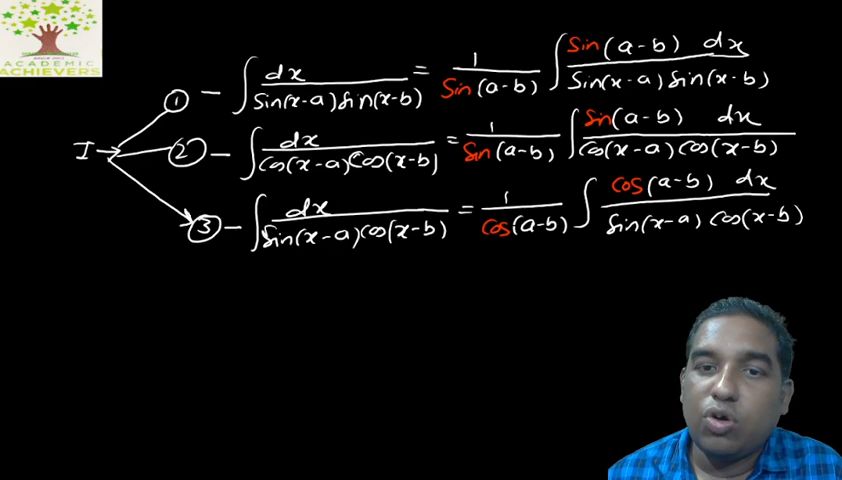 ACADEMIC
ACHIEVERS
① - ∫ dx / Sin(x-a) Sin(x-b) = 1 / Sin(a-b) ∫ Sin(a-b) dx / Sin(x-a) Sin(x-b)
I → ② - ∫ dx / Cos(x-a) Cos(x-b) = 1 / Sin(a-b) ∫ Sin(a-b) dx / Cos(x-a) Cos(x-b)
③ - ∫ dx / Sin(x-a) Cos(x-b) = 1 / Cos(a-b) ∫ Cos(a-b) dx / Sin(x-a) Cos(x-b)